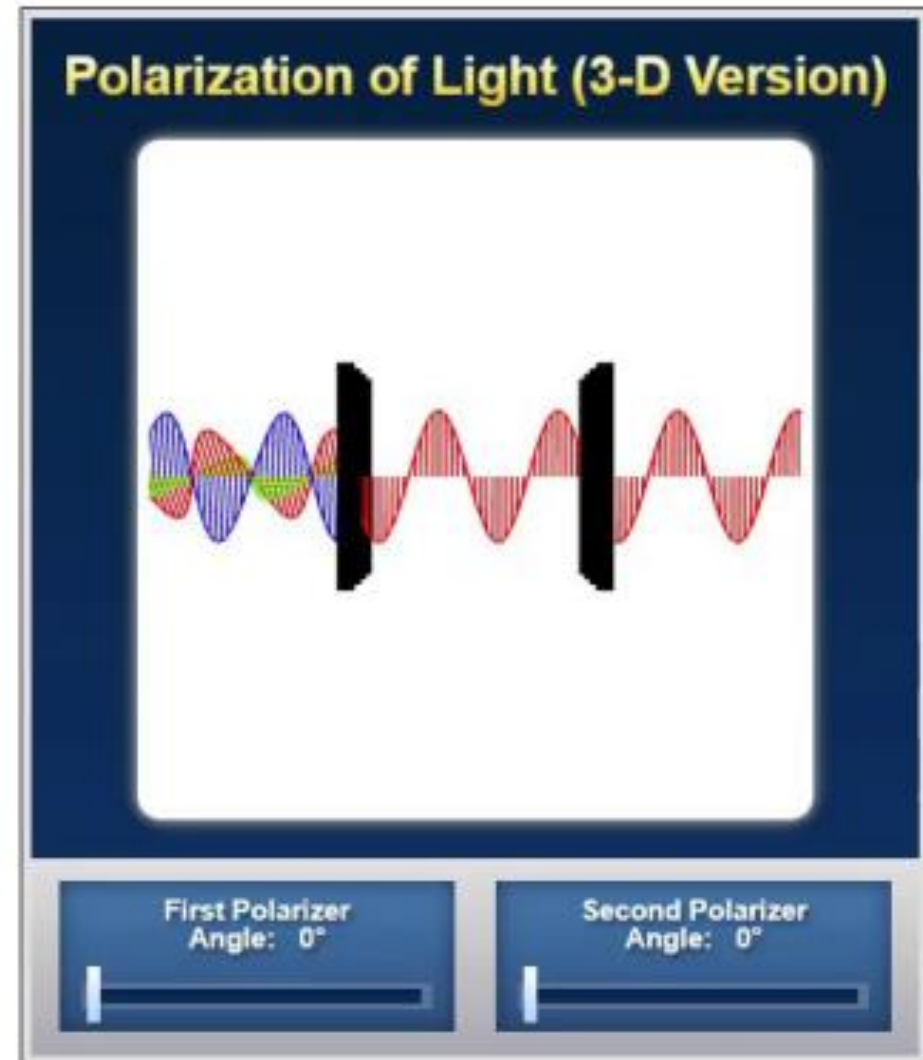 Polarization of Light (3-D Version)
First Polarizer
Angle: 0°
Second Polarizer
Angle: 0°